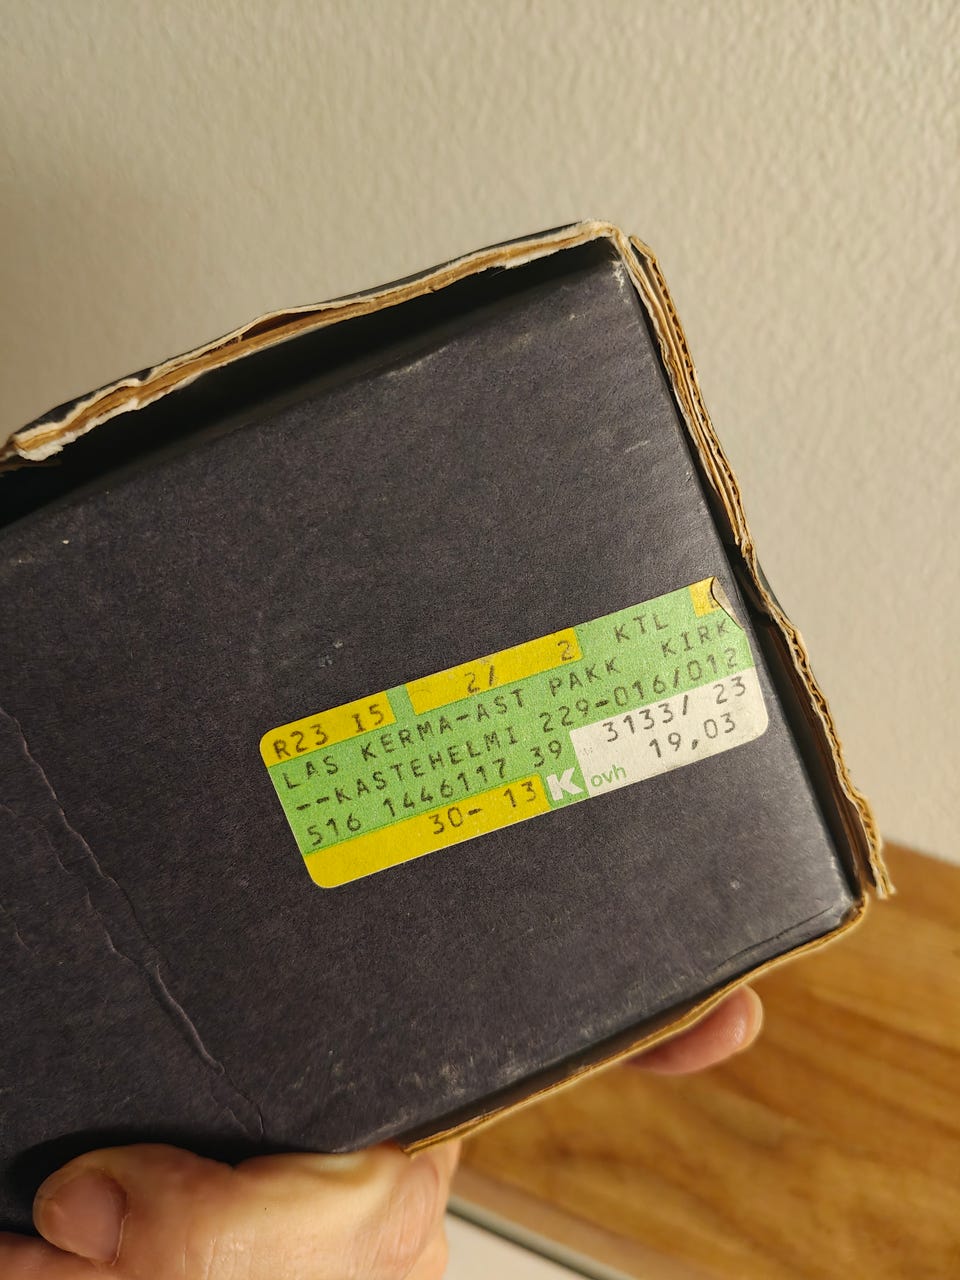 R23 I5 2/ 2 KTL
LAS KERMA-AST PAKK KIRK
--KASTEHELMI 229-016/012
516 1446117 39 3133/ 23
30- 13 K ovh 19,03